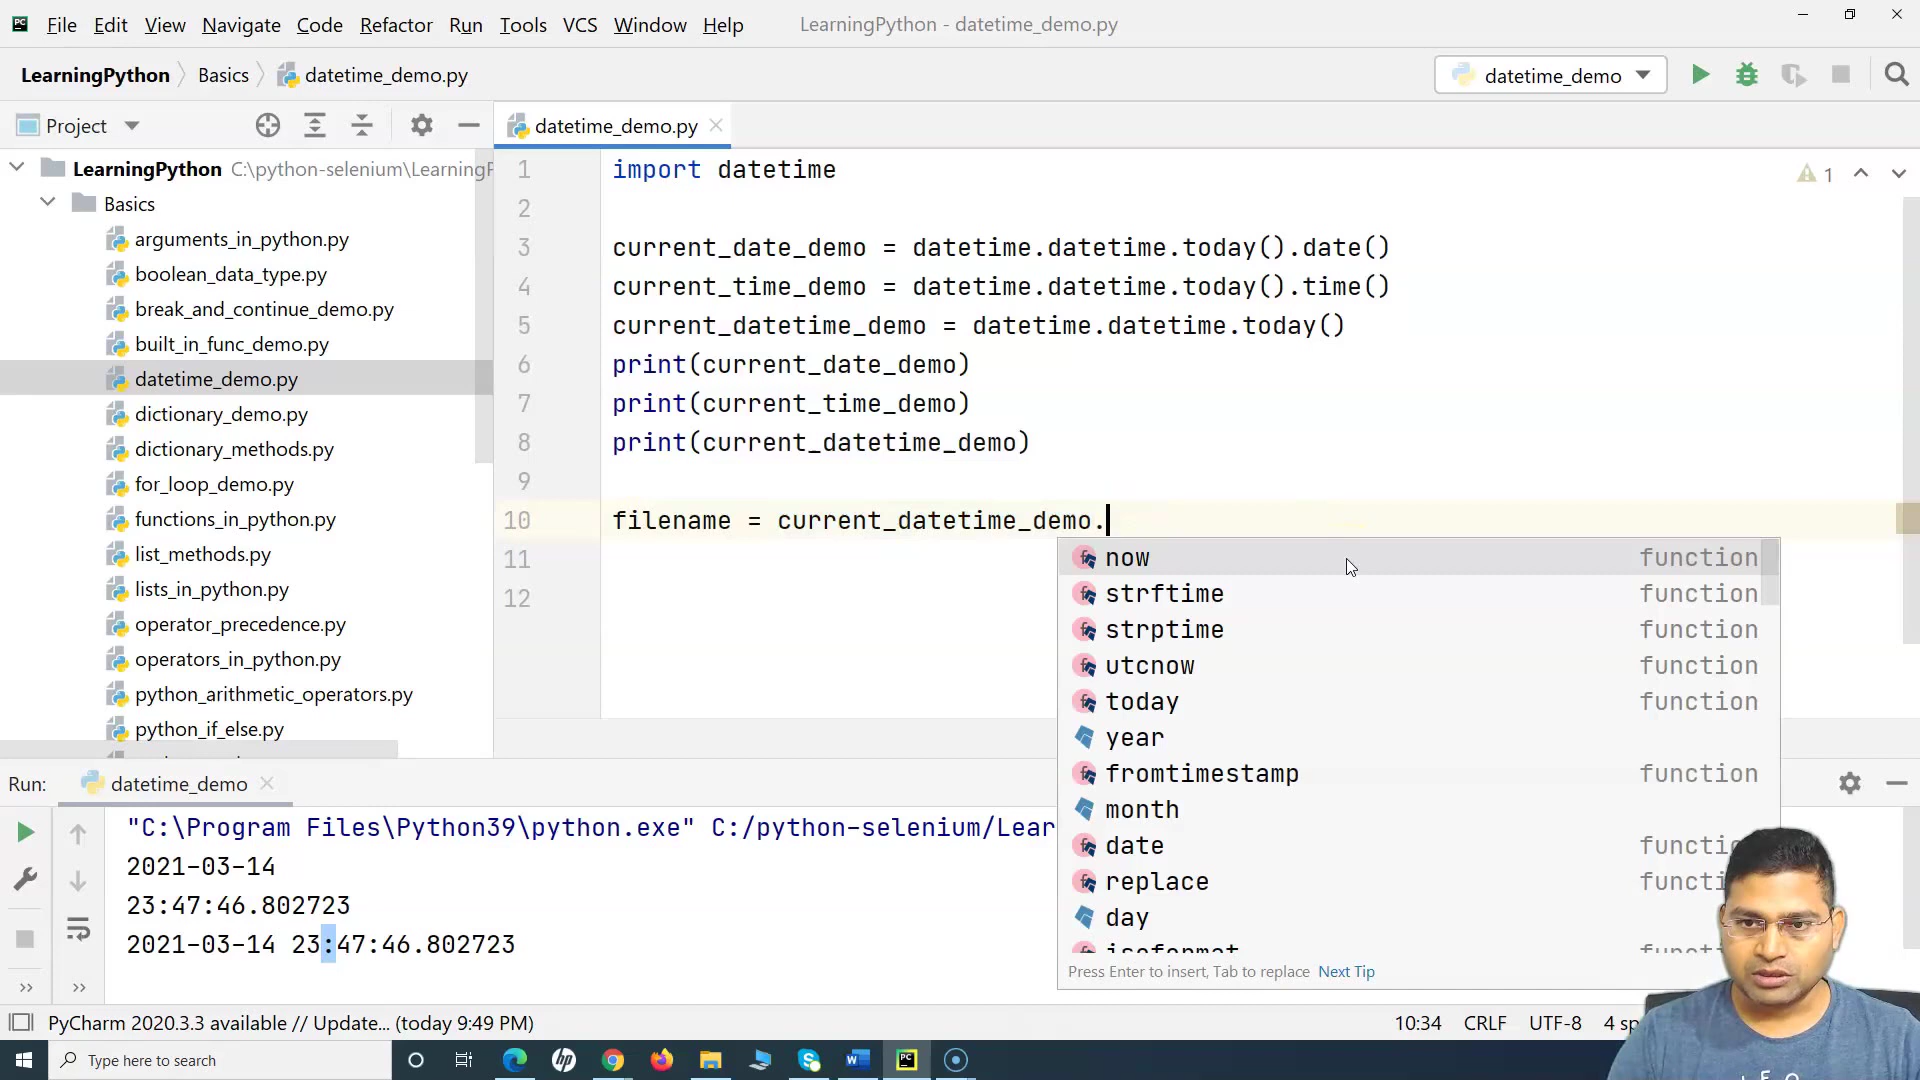 File Edit View Navigate Code Refactor Run Tools VCS Window Help LearningPython - datetime_demo.py
LearningPython Basics datetime_demo.py datetime_demo
Project
datetime_demo.py
LearningPython C:\python-selenium\LearningP
Basics
arguments_in_python.py
boolean_data_type.py
break_and_continue_demo.py
built_in_func_demo.py
datetime_demo.py
dictionary_demo.py
dictionary_methods.py
for_loop_demo.py
functions_in_python.py
list_methods.py
lists_in_python.py
operator_precedence.py
operators_in_python.py
python_arithmetic_operators.py
python_if_else.py
1 import datetime
2
3 current_date_demo = datetime.datetime.today().date()
4 current_time_demo = datetime.datetime.today().time()
5 current_datetime_demo = datetime.datetime.today()
6 print(current_date_demo)
7 print(current_time_demo)
8 print(current_datetime_demo)
9
10 filename = current_datetime_demo.
11
12
1
now function
strftime function
strptime function
utcnow function
today function
year
fromtimestamp function
month
date functi
replace functi
day
isoformat
Press Enter to insert, Tab to replace Next Tip
Run: datetime_demo
"C:\Program Files\Python39\python.exe" C:/python-selenium/Lear
2021-03-14
23:47:46.802723
2021-03-14 23:47:46.802723
PyCharm 2020.3.3 available // Update... (today 9:49 PM) 10:34 CRLF UTF-8 4 sp
Type here to search